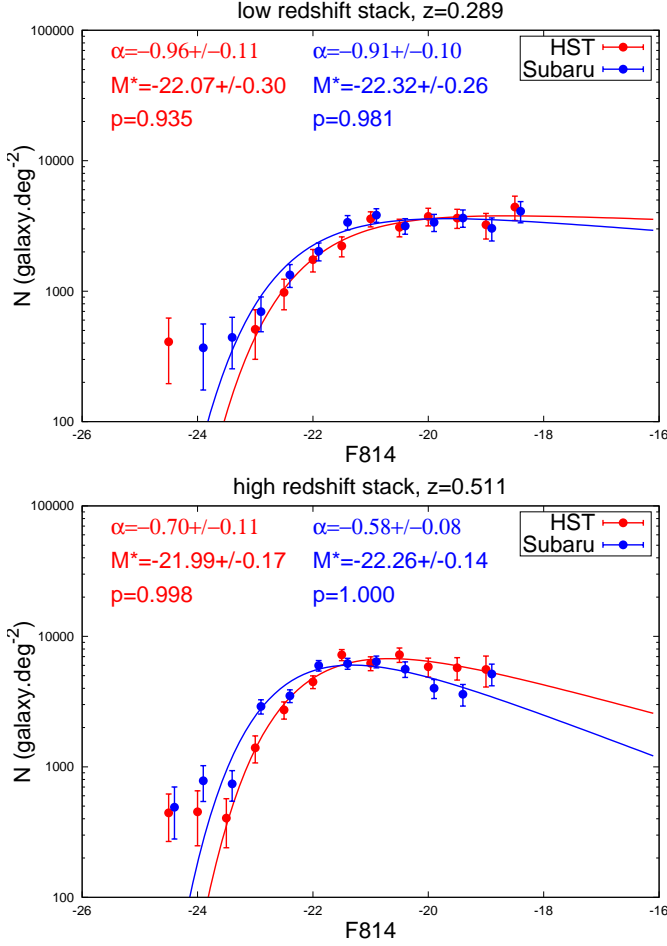 low redshift stack, z=0.289
100000
10000
1000
100
N (galaxy.deg⁻²)
α=−0.96+/−0.11
M*=-22.07+/-0.30
p=0.935
α=−0.91+/−0.10
M*=-22.32+/-0.26
p=0.981
HST
Subaru
-26 -24 -22 -20 -18 -16
F814
high redshift stack, z=0.511
100000
10000
1000
100
N (galaxy.deg⁻²)
α=−0.70+/−0.11
M*=-21.99+/-0.17
p=0.998
α=−0.58+/−0.08
M*=-22.26+/-0.14
p=1.000
HST
Subaru
-26 -24 -22 -20 -18 -16
F814